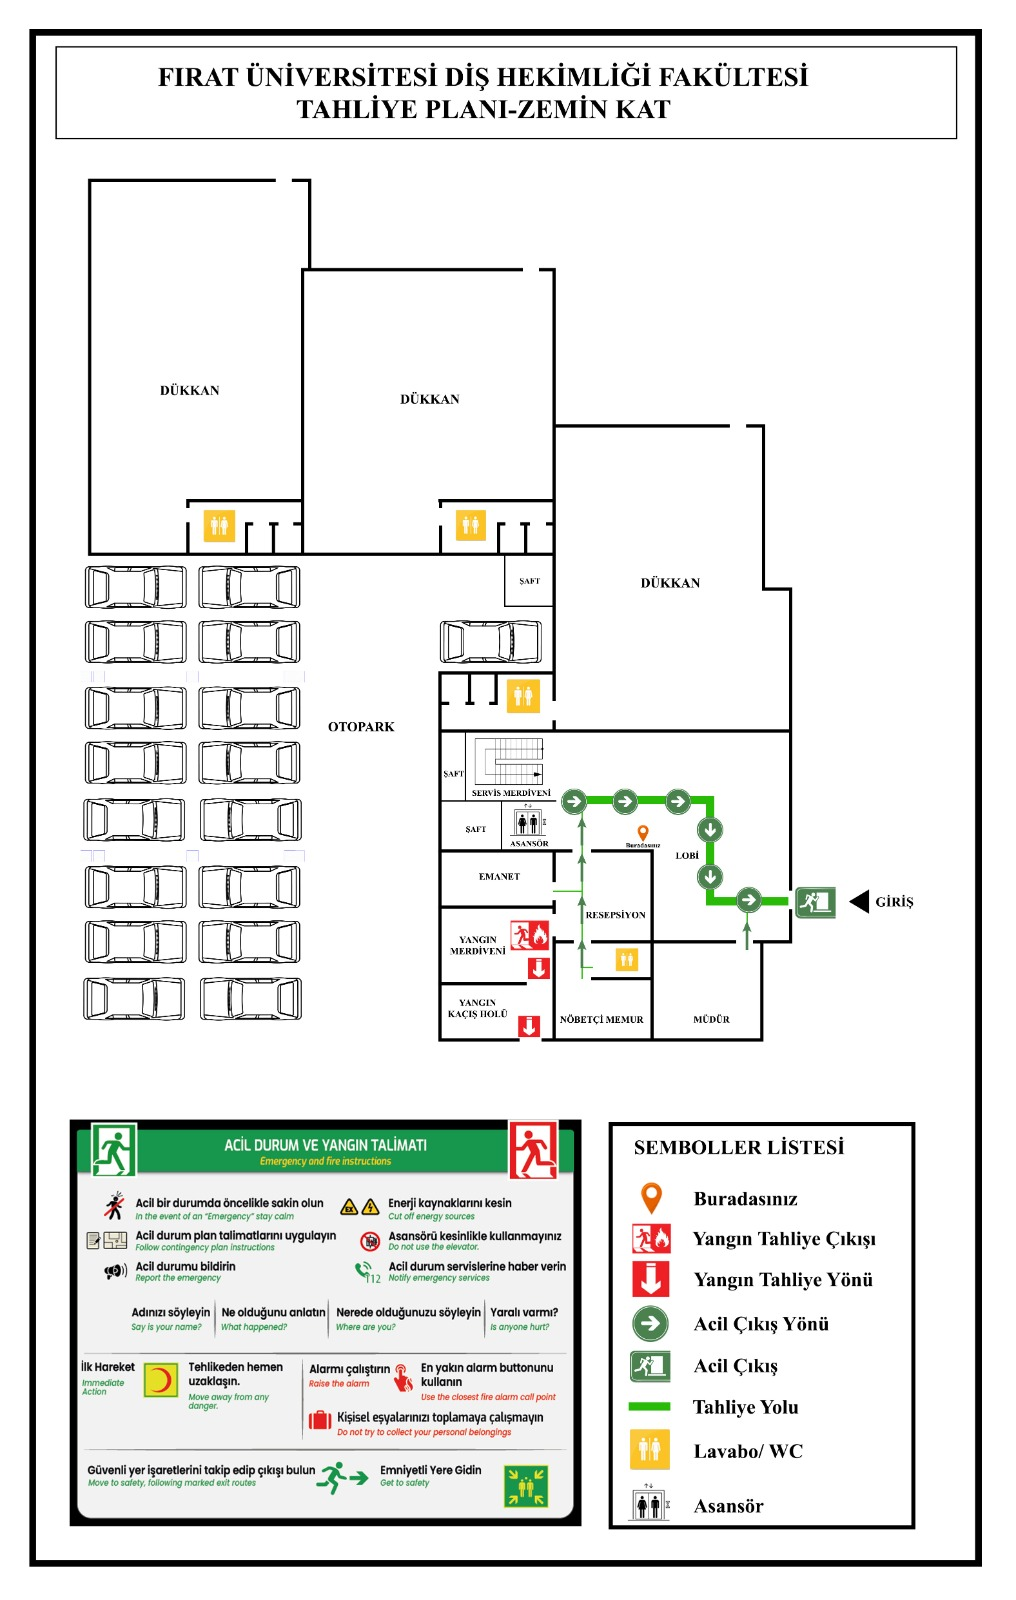 FIRAT ÜNİVERSİTESİ DİŞ HEKİMLİĞİ FAKÜLTESİ
TAHLİYE PLANI-ZEMİN KAT
DÜKKAN
DÜKKAN
DÜKKAN
ŞAFT
OTOPARK
ŞAFT
SERVİS MERDİVENİ
ŞAFT
ASANSÖR
Buradasınız
LOBİ
EMANET
RESEPSİYON
GİRİŞ
YANGIN
MERDİVENİ
YANGIN
KAÇIŞ HOLÜ
NÖBETÇİ MEMUR
MÜDÜR
ACİL DURUM VE YANGIN TALİMATI
Emergency and fire instructions
Acil bir durumda öncelikle sakin olun
In the event of an "Emergency" stay calm
EX
Enerji kaynaklarını kesin
Cut off energy sources
Acil durum plan talimatlarını uygulayın
Follow contingency plan instructions
Asansörü kesinlikle kullanmayınız
Do not use the elevator.
Acil durumu bildirin
Report the emergency
112
Acil durum servislerine haber verin
Notify emergency services
Adınızı söyleyin
Say is your name?
Ne olduğunu anlatın
What happened?
Nerede olduğunuzu söyleyin
Where are you?
Yaralı varmı?
Is anyone hurt?
İlk Hareket
Immediate
Action
Tehlikeden hemen
uzaklaşın.
Move away from any
danger.
Alarmı çalıştırın
Raise the alarm
En yakın alarm buttonunu
kullanın
Use the closest fire alarm call point
Kişisel eşyalarınızı toplamaya çalışmayın
Do not try to collect your personal belongings
Güvenli yer işaretlerini takip edip çıkışı bulun
Move to safety, following marked exit routes
Emniyetli Yere Gidin
Get to safety
SEMBOLLER LİSTESİ
Buradasınız
Yangın Tahliye Çıkışı
Yangın Tahliye Yönü
Acil Çıkış Yönü
Acil Çıkış
Tahliye Yolu
Lavabo/ WC
Asansör